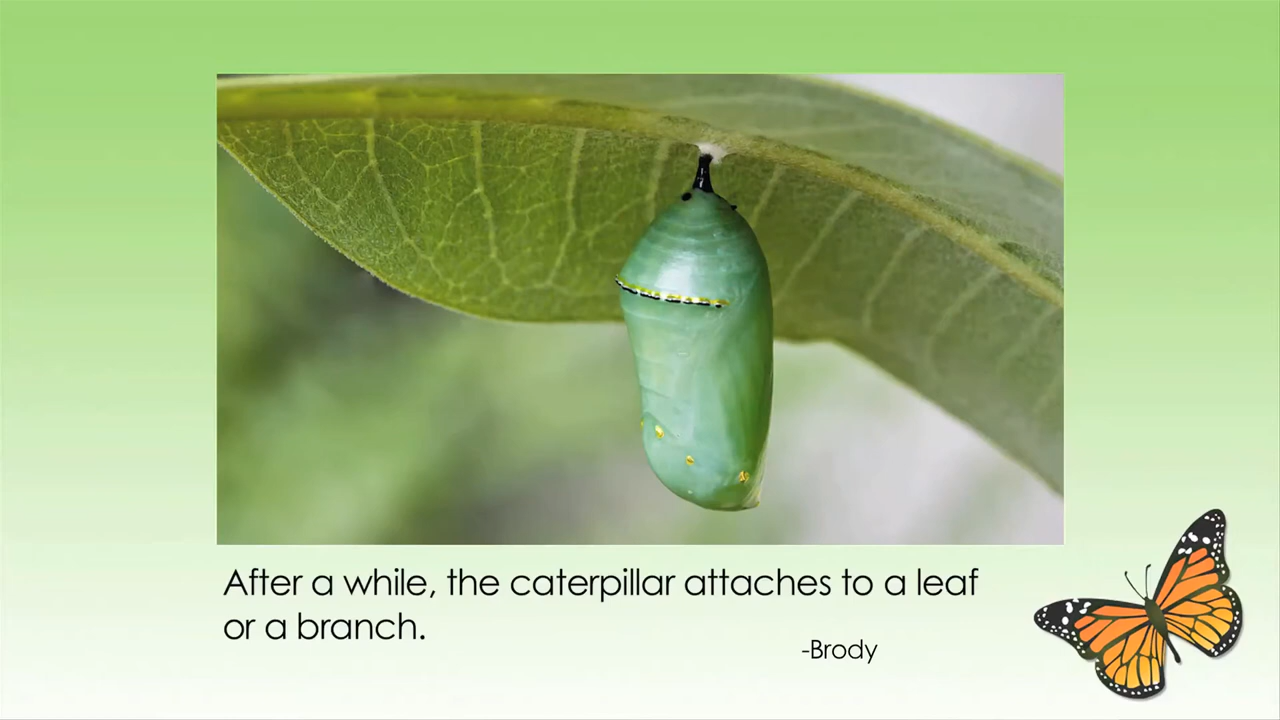 After a while, the caterpillar attaches to a leaf
or a branch.
-Brody